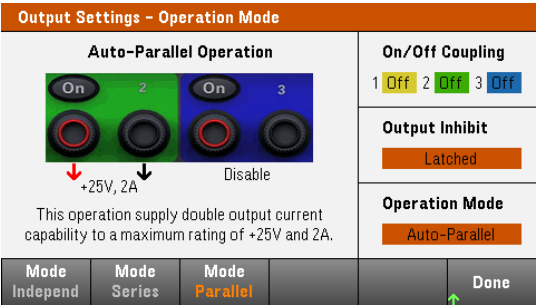 Output Settings - Operation Mode
Auto-Parallel Operation
On 2 On 3
+25V, 2A
Disable
This operation supply double output current
capability to a maximum rating of +25V and 2A.
On/Off Coupling
1 Off 2 Off 3 Off
Output Inhibit
Latched
Operation Mode
Auto-Parallel
Mode
Independ
Mode
Series
Mode
Parallel
Done